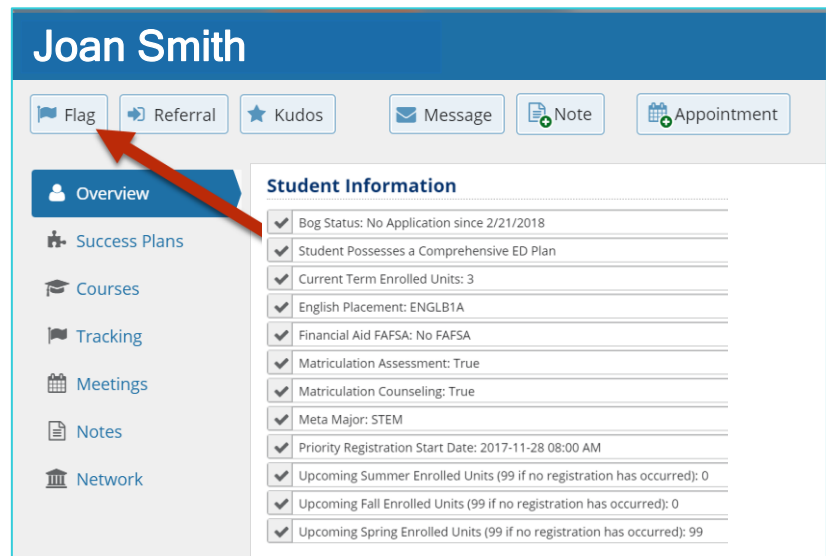 Joan Smith
Flag Referral Kudos Message Note Appointment
Overview
Success Plans
Courses
Tracking
Meetings
Notes
Network
Student Information
Bog Status: No Application since 2/21/2018
Student Possesses a Comprehensive ED Plan
Current Term Enrolled Units: 3
English Placement: ENGLB1A
Financial Aid FAFSA: No FAFSA
Matriculation Assessment: True
Matriculation Counseling: True
Meta Major: STEM
Priority Registration Start Date: 2017-11-28 08:00 AM
Upcoming Summer Enrolled Units (99 if no registration has occurred): 0
Upcoming Fall Enrolled Units (99 if no registration has occurred): 0
Upcoming Spring Enrolled Units (99 if no registration has occurred): 99